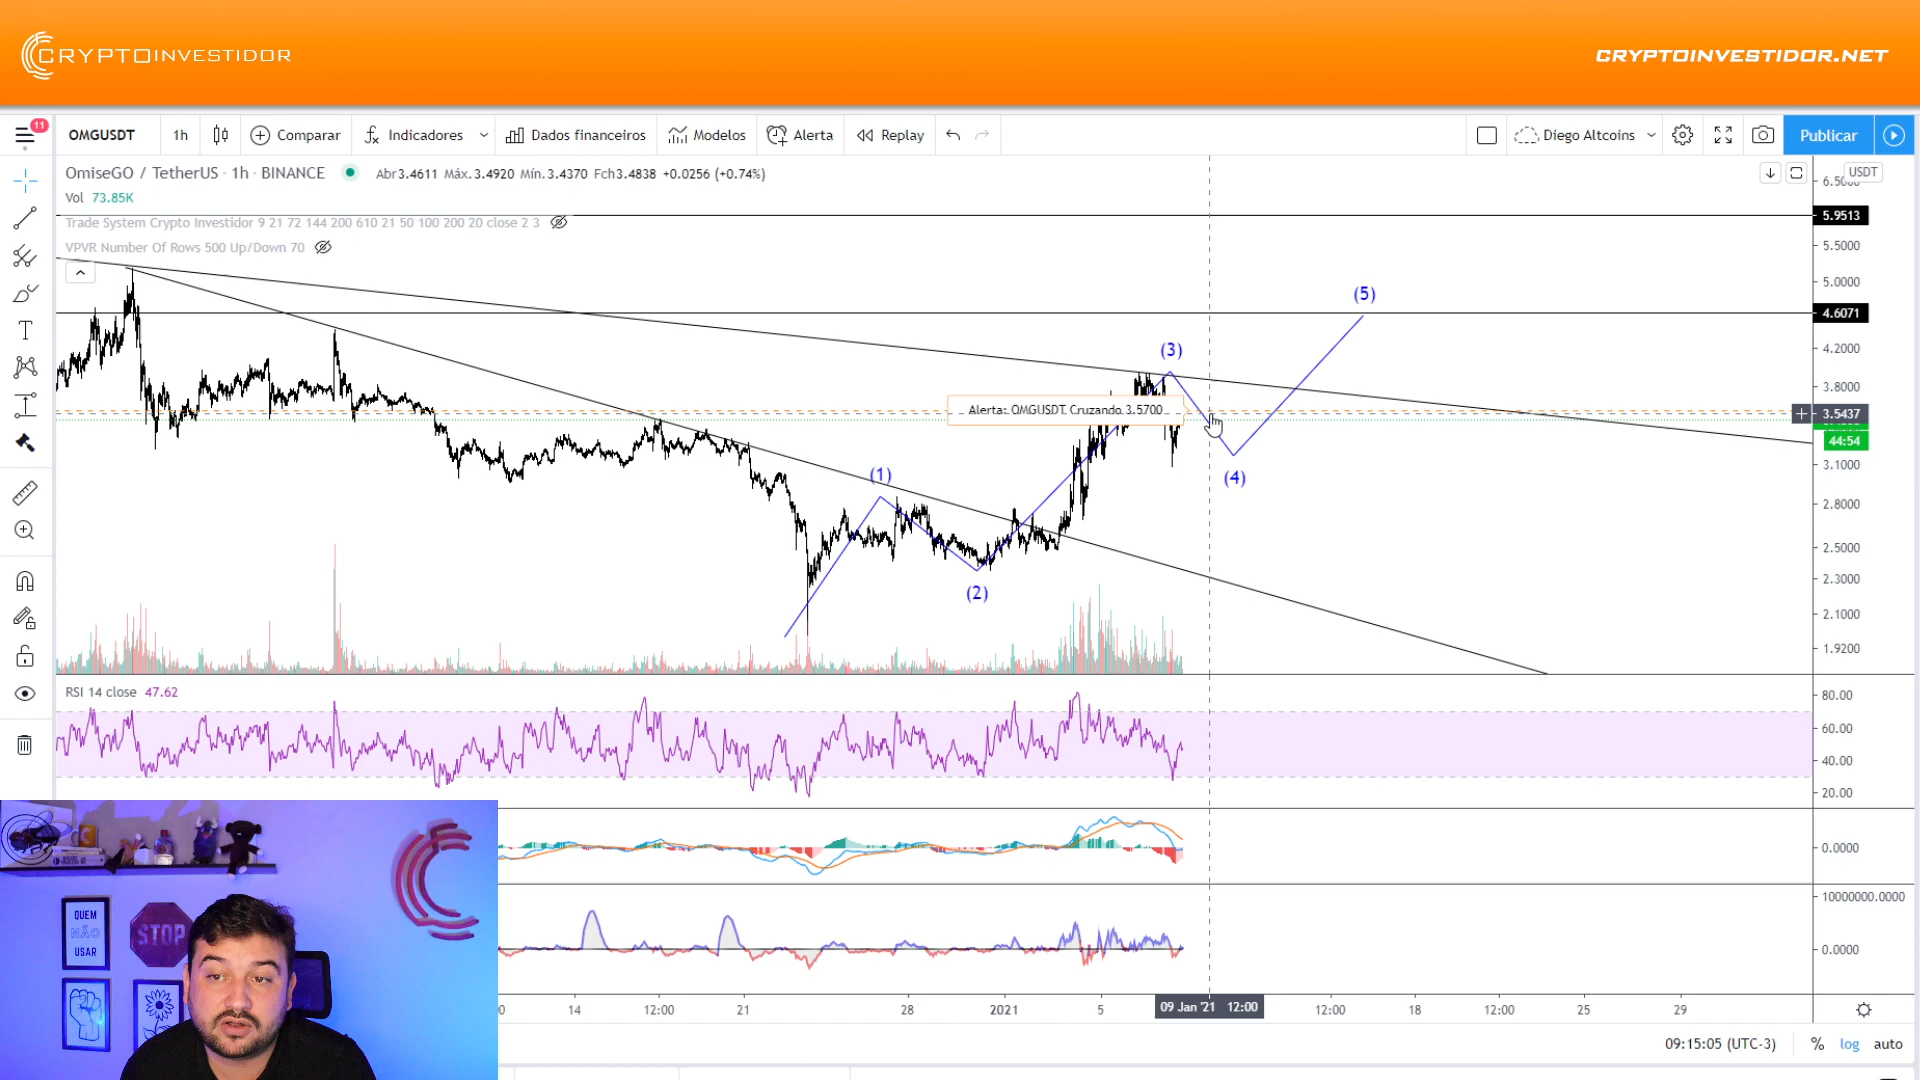 CRYPTOINVESTIDOR
CRYPTOINVESTIDOR.NET
11
OMGUSDT
1h
Comparar
Indicadores
Dados financeiros
Modelos
Alerta
Replay
Diego Altcoins
Publicar
OmiseGO / TetherUS · 1h · BINANCE
Abr3.4611 Máx.3.4920 Mín.3.4370 Fch3.4838 +0.0256 (+0.74%)
USDT
Vol 73.85K
Trade System Crypto Investidor 9 21 72 144 200 610 21 50 100 200 20 close 2 3
VPVR Number Of Rows 500 Up/Down 70
5.9513
5.5000
5.0000
4.6071
4.2000
3.8000
3.5437
44:54
3.1000
2.8000
2.5000
2.3000
2.1000
1.9200
(1)
(2)
(3)
(4)
(5)
Alerta: OMGUSDT Cruzando 3.5700
RSI 14 close 47.62
80.00
60.00
40.00
20.00
0.0000
10000000.0000
0.0000
14
12:00
21
28
2021
5
09 Jan '21 12:00
12:00
18
12:00
25
29
09:15:05 (UTC-3)
%
log
auto
QUEM
NÃO
USAR
STOP